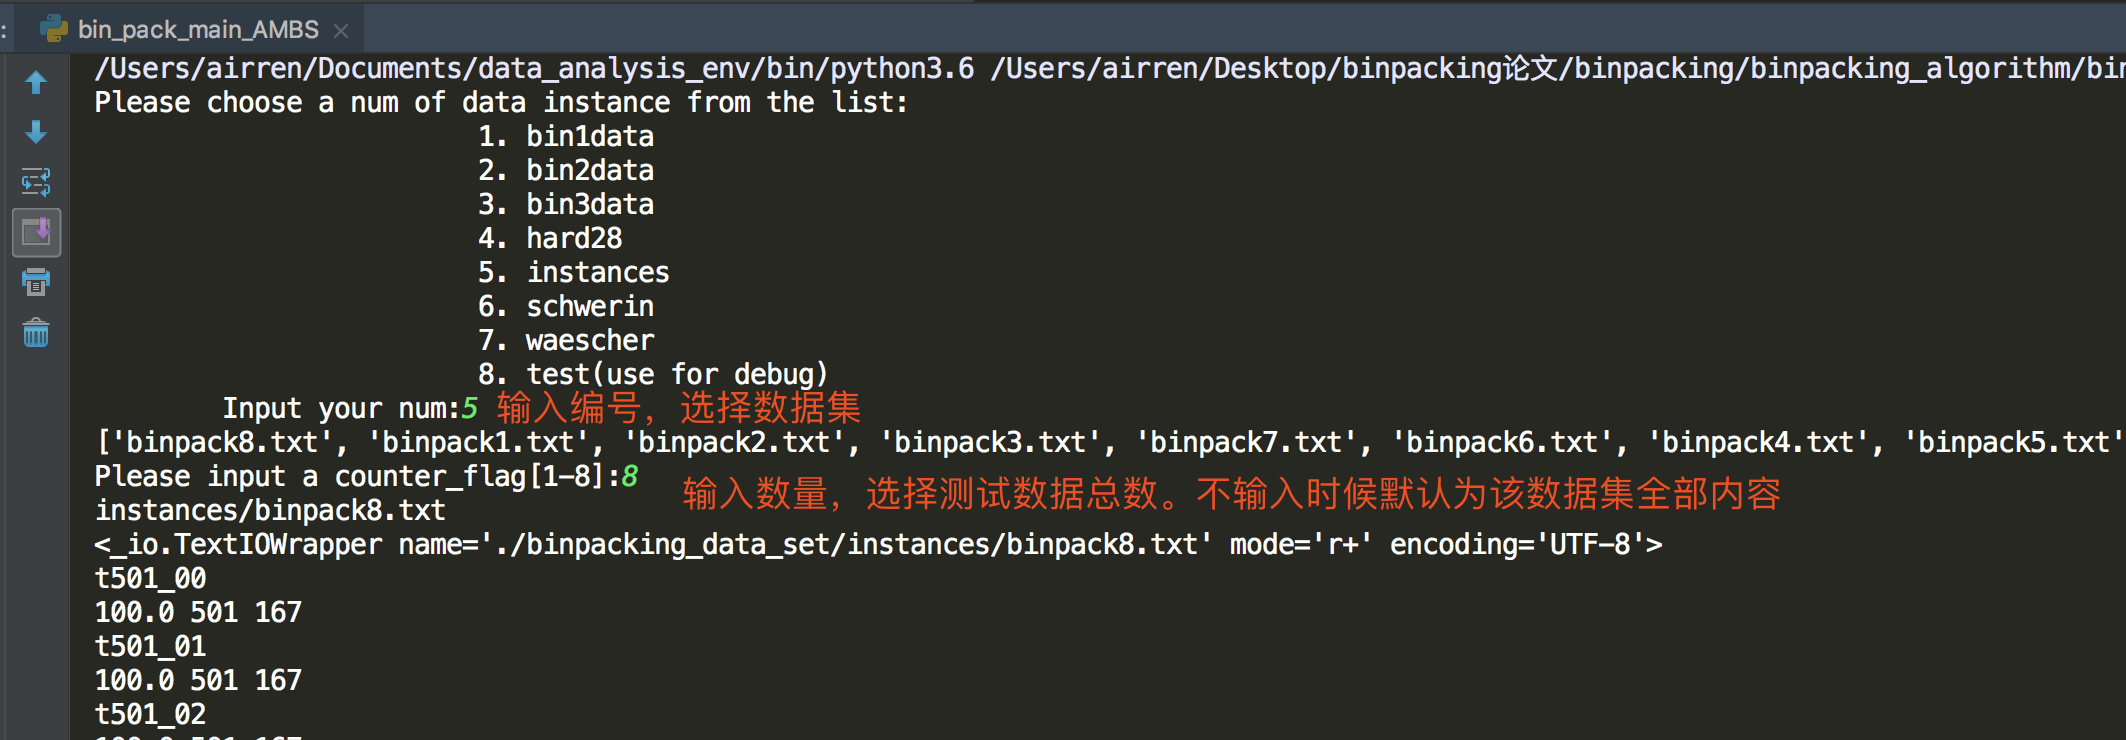 bin_pack_main_AMBS
/Users/airren/Documents/data_analysis_env/bin/python3.6 /Users/airren/Desktop/binpacking论文/binpacking/binpacking_algorithm/bin
Please choose a num of data instance from the list:
1. bin1data
2. bin2data
3. bin3data
4. hard28
5. instances
6. schwerin
7. waescher
8. test(use for debug)
Input your num:5 输入编号，选择数据集
['binpack8.txt', 'binpack1.txt', 'binpack2.txt', 'binpack3.txt', 'binpack7.txt', 'binpack6.txt', 'binpack4.txt', 'binpack5.txt'
Please input a counter_flag[1-8]:8
输入数量，选择测试数据总数。不输入时候默认为该数据集全部内容
instances/binpack8.txt
<_io.TextIOWrapper name='./binpacking_data_set/instances/binpack8.txt' mode='r+' encoding='UTF-8'>
t501_00
100.0 501 167
t501_01
100.0 501 167
t501_02
100.0 501 167